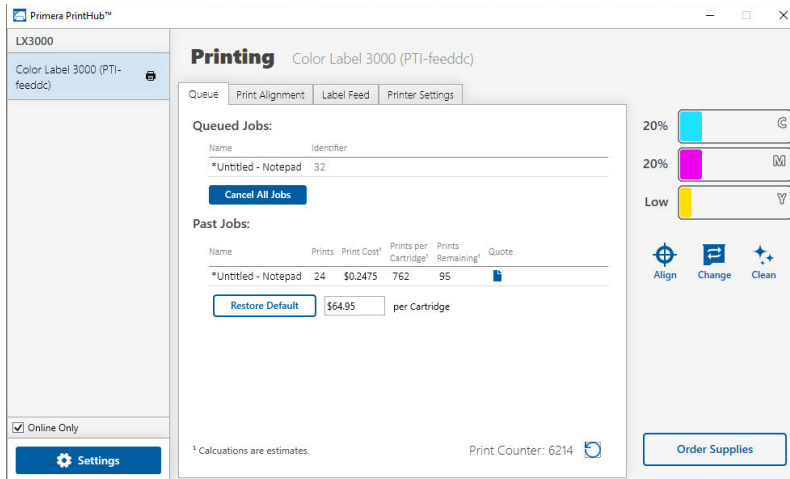 Primera PrintHub™
LX3000
Color Label 3000 (PTI-
feeddc)
Printing Color Label 3000 (PTI-feeddc)
Queue Print Alignment Label Feed Printer Settings
Queued Jobs:
Name Identifier
*Untitled - Notepad 32
Cancel All Jobs
Past Jobs:
Name Prints Print Cost¹ Prints per Cartridge¹ Prints Remaining¹ Quote
*Untitled - Notepad 24 $0.2475 762 95
Restore Default $64.95 per Cartridge
¹ Calcuations are estimates.
Print Counter: 6214
20% C
20% M
Low Y
Align Change Clean
Order Supplies
Online Only
Settings